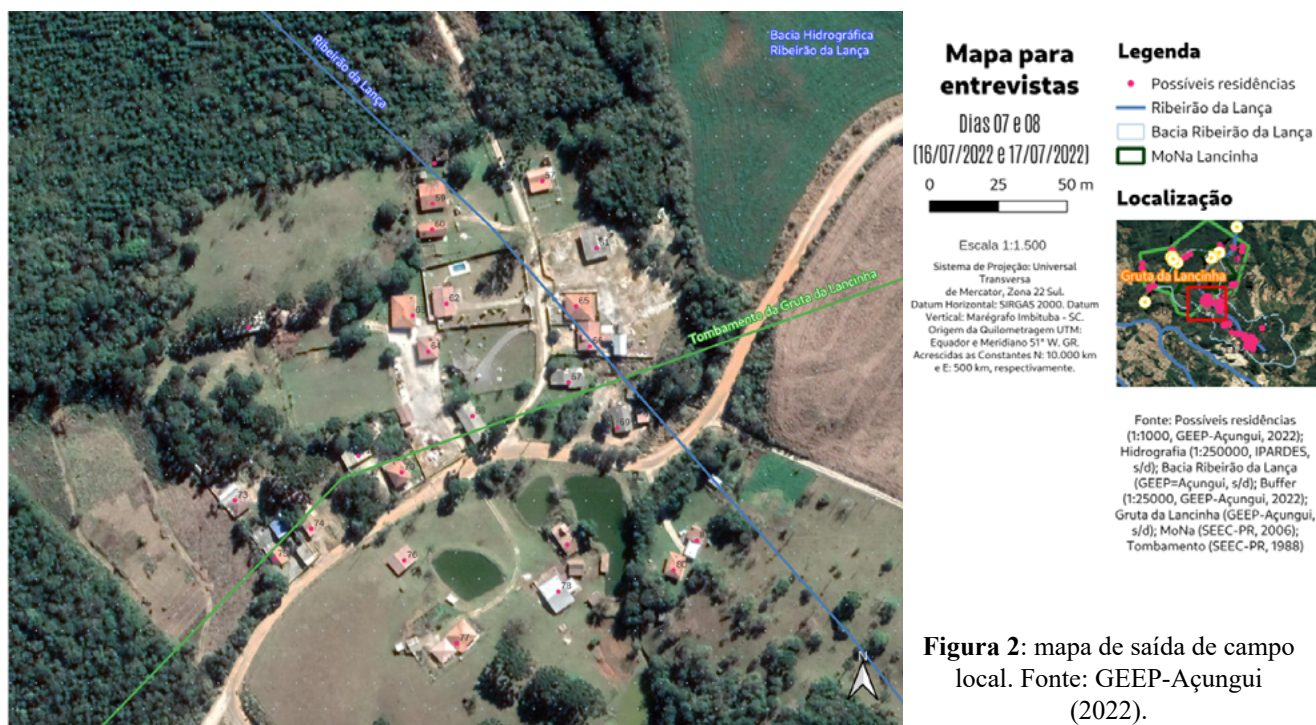 Ribeirão da Lança
Bacia Hidrográfica
Ribeirão da Lança
57
59
60
61
62
65
64
Tombamento da Gruta da Lancinha
67
69
73
74
75
76
80
78
77
N
Mapa para
entrevistas
Dias 07 e 08
(16/07/2022 e 17/07/2022)
0 25 50 m
Escala 1:1.500
Sistema de Projeção: Universal
Transversa
de Mercator, Zona 22 Sul.
Datum Horizontal: SIRGAS 2000. Datum
Vertical: Marégrafo Imbituba - SC.
Origem da Quilometragem UTM:
Equador e Meridiano 51° W. GR.
Acrescidas as Constantes N: 10.000 km
e E: 500 km, respectivamente.
Legenda
Possíveis residências
Ribeirão da Lança
Bacia Ribeirão da Lança
MoNa Lancinha
Localização
Gruta da Lancinha
Fonte: Possíveis residências
(1:1000, GEEP-Açungui, 2022);
Hidrografia (1:250000, IPARDES,
s/d); Bacia Ribeirão da Lança
(GEEP=Açungui, s/d); Buffer
(1:25000, GEEP-Açungui, 2022);
Gruta da Lancinha (GEEP-Açungui,
s/d); MoNa (SEEC-PR, 2006);
Tombamento (SEEC-PR, 1988)
Figura 2: mapa de saída de campo
local. Fonte: GEEP-Açungui
(2022).